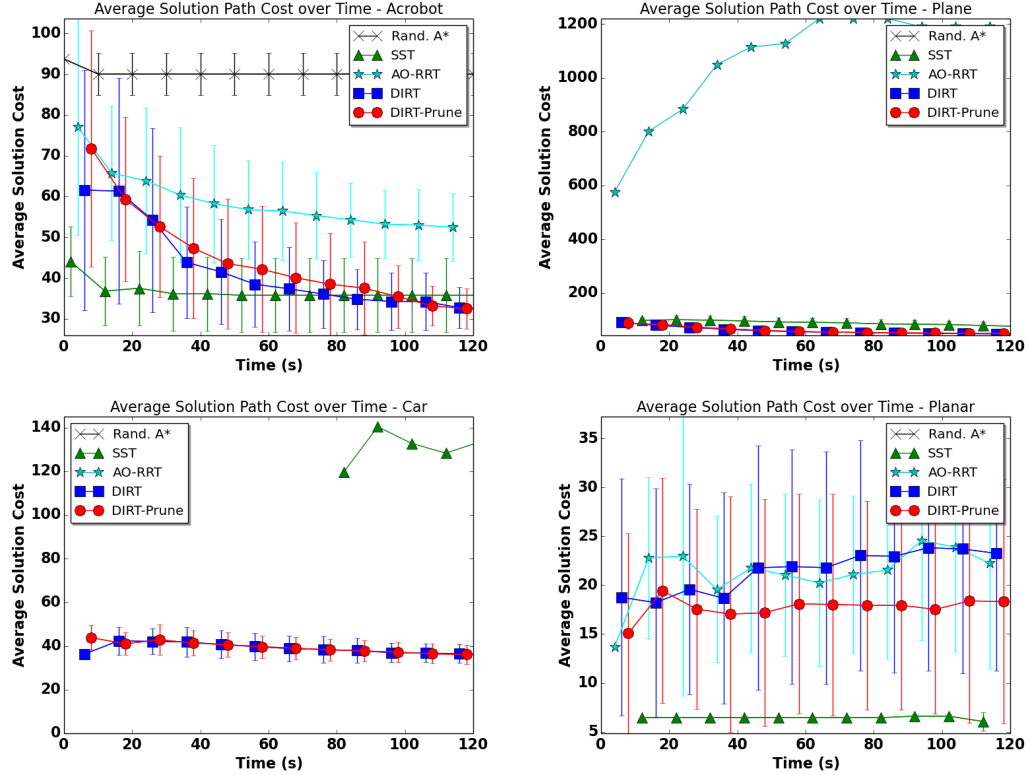 Average Solution Path Cost over Time - Acrobot
Average Solution Cost
100
90
80
70
60
50
40
30
0
20
40
60
80
100
120
Time (s)
Rand. A*
SST
AO-RRT
DIRT
DIRT-Prune
Average Solution Path Cost over Time - Plane
Average Solution Cost
1200
1000
800
600
400
200
0
20
40
60
80
100
120
Time (s)
Rand. A*
SST
AO-RRT
DIRT
DIRT-Prune
Average Solution Path Cost over Time - Car
Average Solution Cost
140
120
100
80
60
40
20
0
0
20
40
60
80
100
120
Time (s)
Rand. A*
SST
AO-RRT
DIRT
DIRT-Prune
Average Solution Path Cost over Time - Planar
Average Solution Cost
35
30
25
20
15
10
5
0
20
40
60
80
100
120
Time (s)
Rand. A*
SST
AO-RRT
DIRT
DIRT-Prune